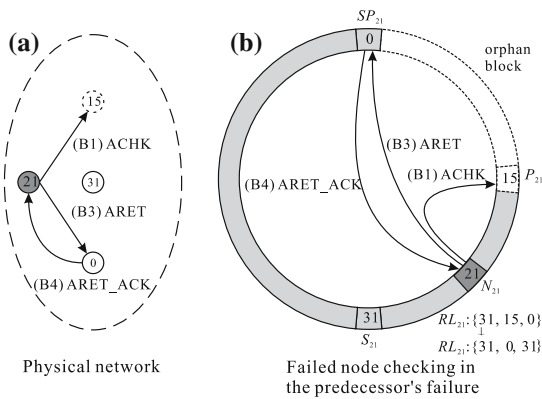 (a)
15
(B1) ACHK
21
31
(B3) ARET
0
(B4) ARET_ACK
Physical network
(b)
SP21
0
orphan
block
(B3) ARET
(B1) ACHK
(B4) ARET_ACK
15
P21
21
N21
31
S21
RL21:{31, 15, 0}
↓
RL21:{31, 0, 31}
Failed node checking in
the predecessor's failure